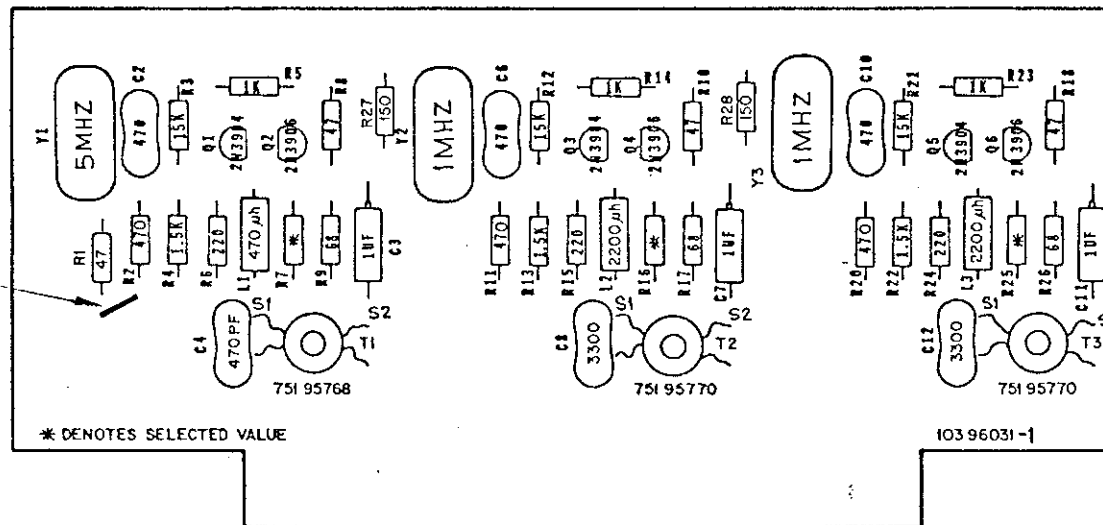 Y1
5MHZ
C2
470
R3
15K
R5
1K
Q1
2N3904
Q2
2N3906
R8
47
R27
150
Y2
1MHZ
C6
470
R12
15K
R14
1K
Q3
2N3904
Q4
2N3906
R10
47
R28
150
Y3
1MHZ
C10
470
R21
15K
R23
1K
Q5
2N3904
Q6
2N3906
R18
47
R1
47
R2
470
R4
1.5K
R6
220
L1
470µh
R7
*
R9
68
1UF
C3
R11
470
R13
1.5K
R15
220
L2
2200µh
R16
*
R17
68
C7
1UF
R20
470
R22
1.5K
R24
220
L3
2200µh
R25
*
R26
68
C11
1UF
C4
470PF
S1
S2
T1
751 95768
C8
3300
S1
S2
T2
751 95770
C12
3300
S1
S
T3
751 95770
* DENOTES SELECTED VALUE
103 96031-1